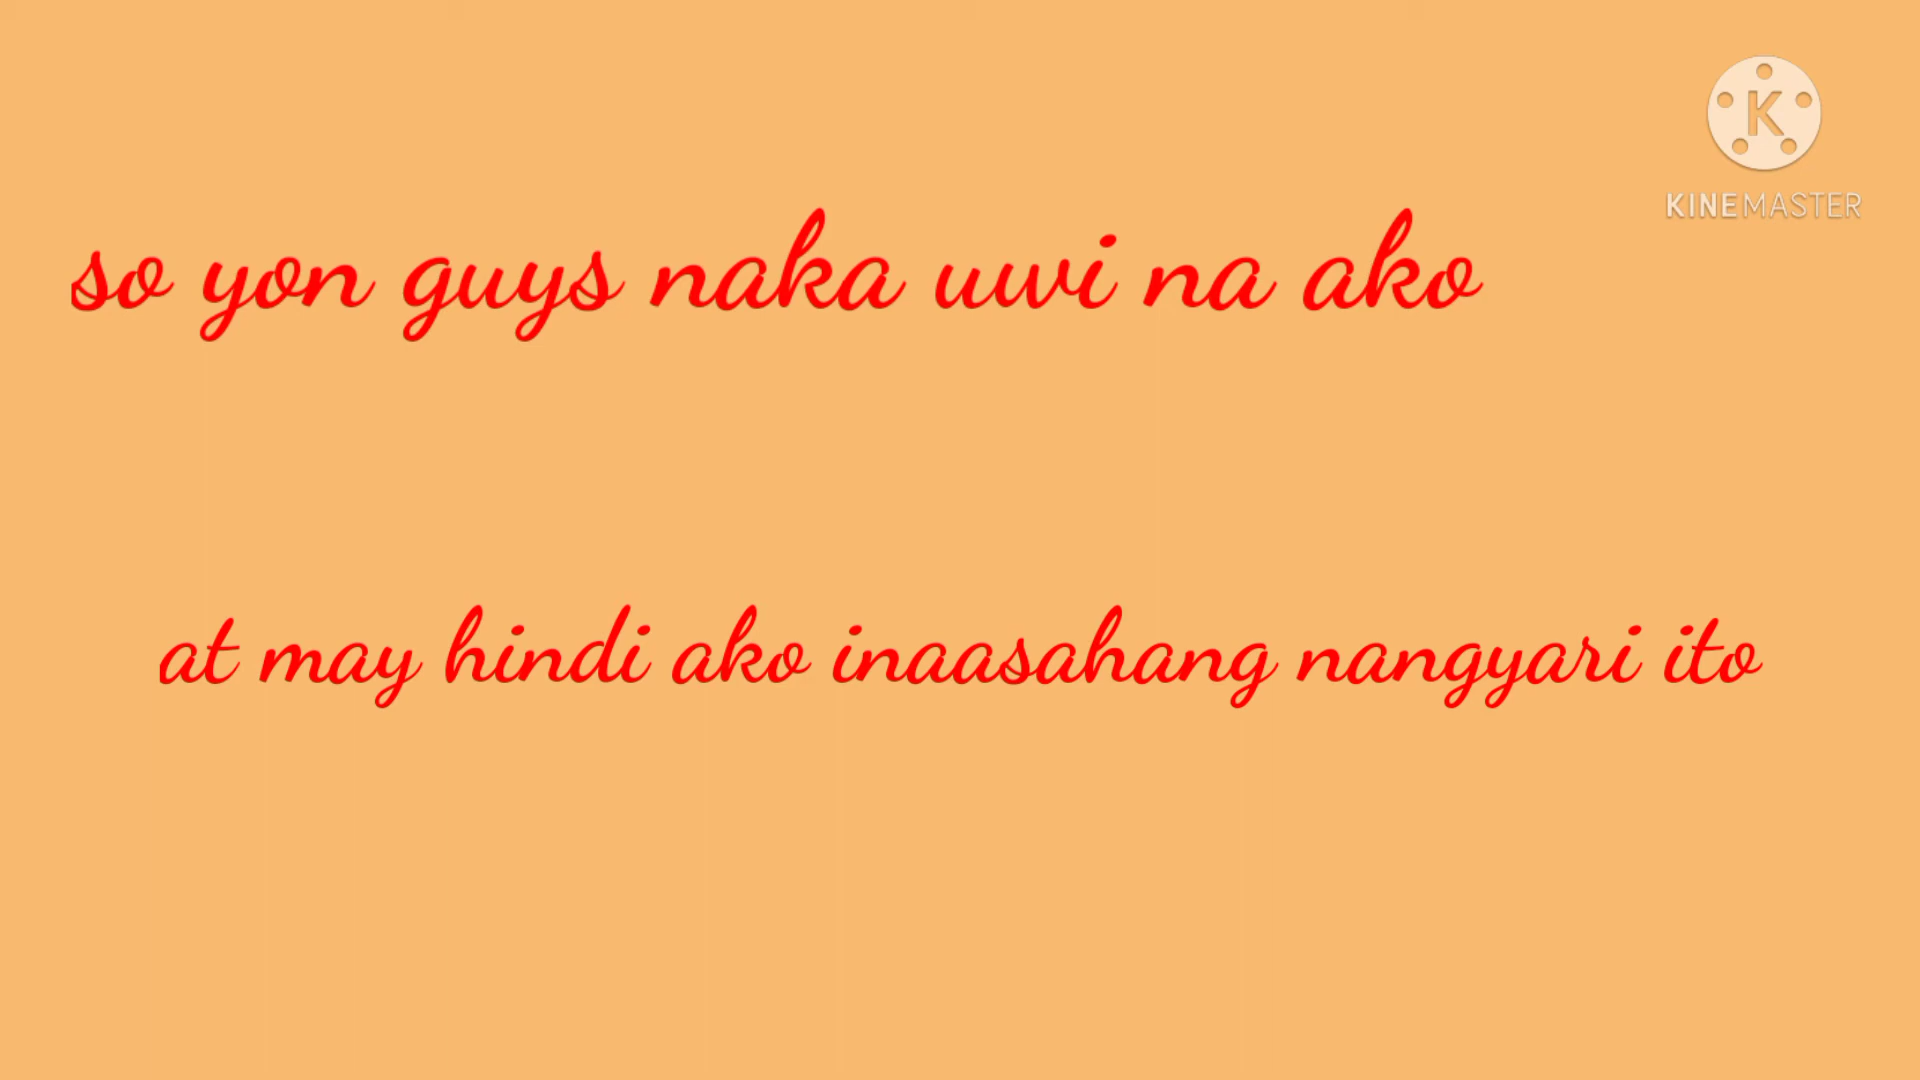 KINEMASTER
so yon guys naka uwi na ako
at may hindi ako inaasahang nangyari ito